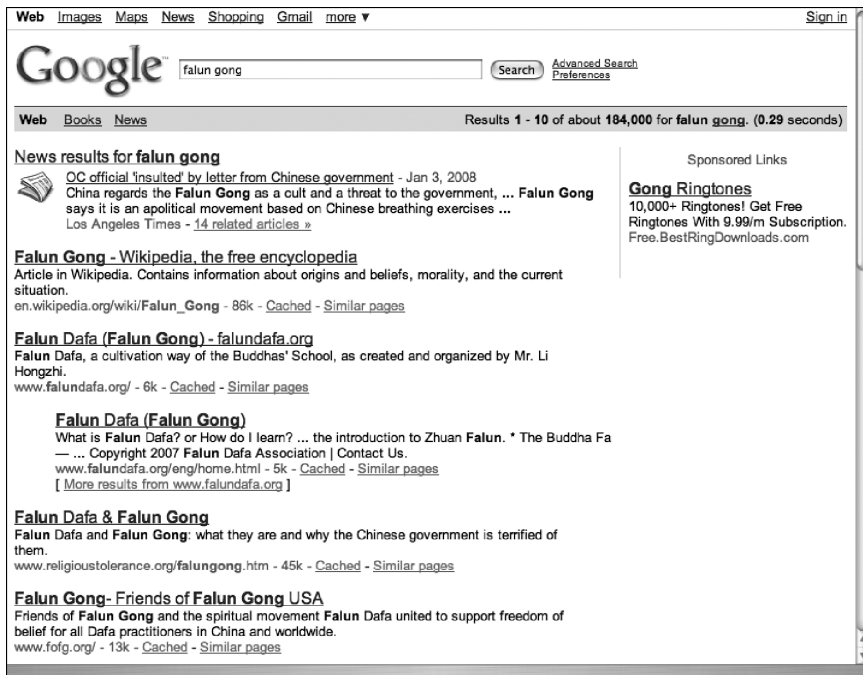 Web Images Maps News Shopping Gmail more ▼ Sign in
Google™ falun gong Search Advanced Search
Preferences
Web Books News Results 1 - 10 of about 184,000 for falun gong. (0.29 seconds)
News results for falun gong
OC official 'insulted' by letter from Chinese government - Jan 3, 2008
China regards the Falun Gong as a cult and a threat to the government, ... Falun Gong
says it is an apolitical movement based on Chinese breathing exercises ...
Los Angeles Times - 14 related articles »
Falun Gong - Wikipedia, the free encyclopedia
Article in Wikipedia. Contains information about origins and beliefs, morality, and the current
situation.
en.wikipedia.org/wiki/Falun_Gong - 86k - Cached - Similar pages
Falun Dafa (Falun Gong) - falundafa.org
Falun Dafa, a cultivation way of the Buddhas' School, as created and organized by Mr. Li
Hongzhi.
www.falundafa.org/ - 6k - Cached - Similar pages
Falun Dafa (Falun Gong)
What is Falun Dafa? or How do I learn? ... the introduction to Zhuan Falun. * The Buddha Fa
— ... Copyright 2007 Falun Dafa Association | Contact Us.
www.falundafa.org/eng/home.html - 5k - Cached - Similar pages
[ More results from www.falundafa.org ]
Falun Dafa & Falun Gong
Falun Dafa and Falun Gong: what they are and why the Chinese government is terrified of
them.
www.religioustolerance.org/falungong.htm - 45k - Cached - Similar pages
Falun Gong- Friends of Falun Gong USA
Friends of Falun Gong and the spiritual movement Falun Dafa united to support freedom of
belief for all Dafa practitioners in China and worldwide.
www.fofg.org/ - 13k - Cached - Similar pages
Sponsored Links
Gong Ringtones
10,000+ Ringtones! Get Free
Ringtones With 9.99/m Subscription.
Free.BestRingDownloads.com